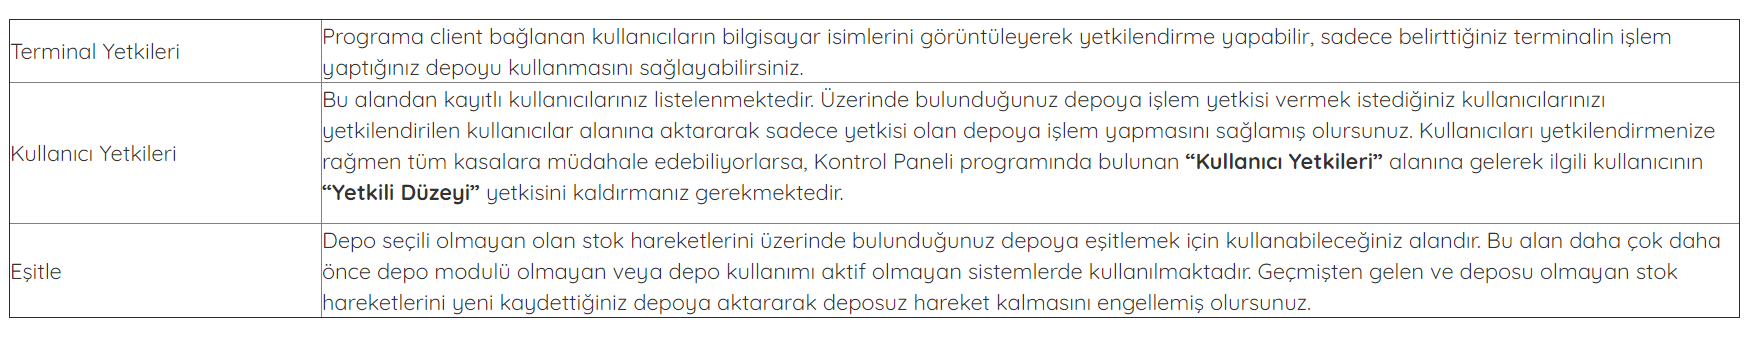 Terminal Yetkileri
Programa client bağlanan kullanıcıların bilgisayar isimlerini görüntüleyerek yetkilendirme yapabilir, sadece belirttiğiniz terminalin işlem
yaptığınız depoyu kullanmasını sağlayabilirsiniz.
Kullanıcı Yetkileri
Bu alandan kayıtlı kullanıcılarınız listelenmektedir. Üzerinde bulunduğunuz depoya işlem yetkisi vermek istediğiniz kullanıcılarınızı
yetkilendirilen kullanıcılar alanına aktararak sadece yetkisi olan depoya işlem yapmasını sağlamış olursunuz. Kullanıcıları yetkilendirmenize
rağmen tüm kasalara müdahale edebiliyorlarsa, Kontrol Paneli programında bulunan “Kullanıcı Yetkileri” alanına gelerek ilgili kullanıcının
“Yetkili Düzeyi” yetkisini kaldırmanız gerekmektedir.
Eşitle
Depo seçili olmayan olan stok hareketlerini üzerinde bulunduğunuz depoya eşitlemek için kullanabileceğiniz alandır. Bu alan daha çok daha
önce depo modulü olmayan veya depo kullanımı aktif olmayan sistemlerde kullanılmaktadır. Geçmişten gelen ve deposu olmayan stok
hareketlerini yeni kaydettiğiniz depoya aktararak deposuz hareket kalmasını engellemiş olursunuz.